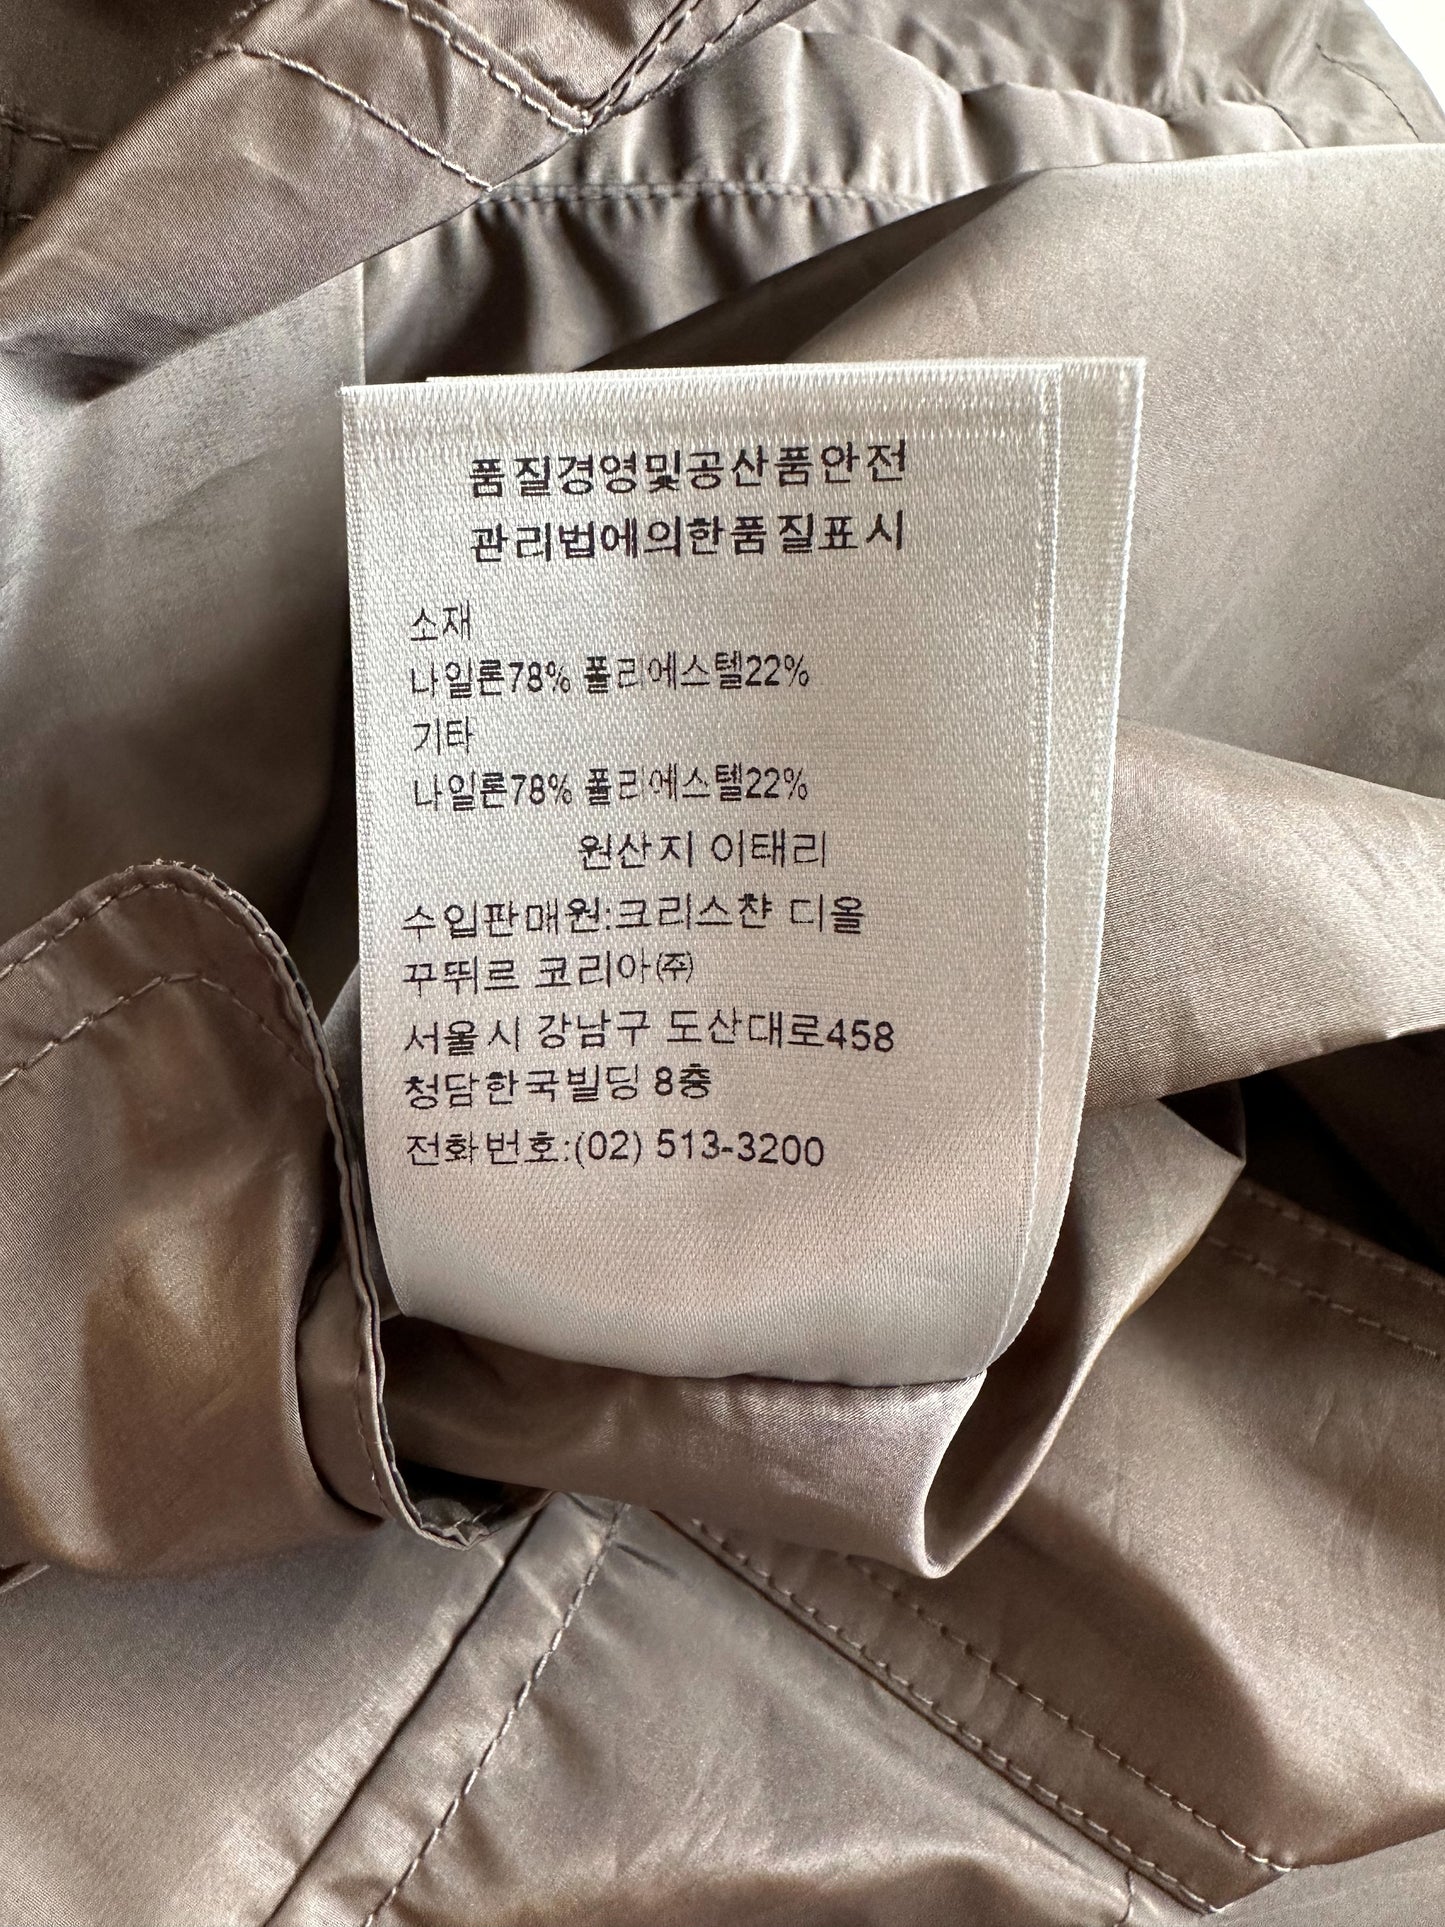 품질경영및공산품안전
관리법에의한품질표시
소재
나일론78% 폴리에스텔22%
기타
나일론78% 폴리에스텔22%
원산지 이태리
수입판매원:크리스챤 디올
꾸뛰르 코리아㈜
서울시 강남구 도산대로458
청담한국빌딩 8층
전화번호:(02) 513-3200